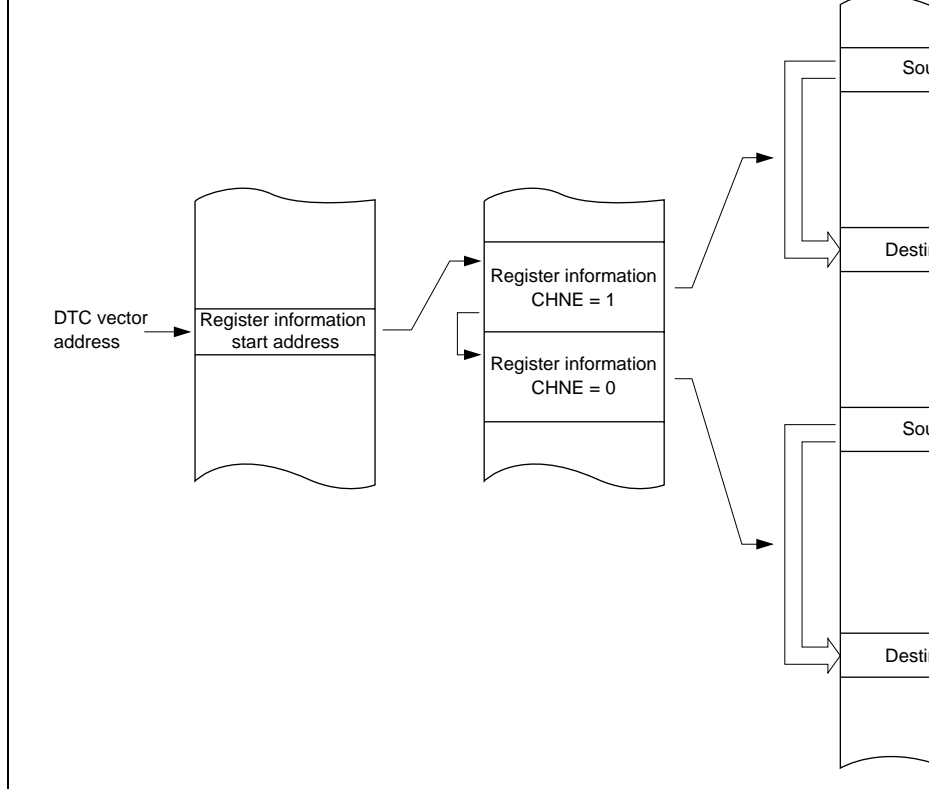 DTC vector
address
Register information
start address
Register information
CHNE = 1
Register information
CHNE = 0